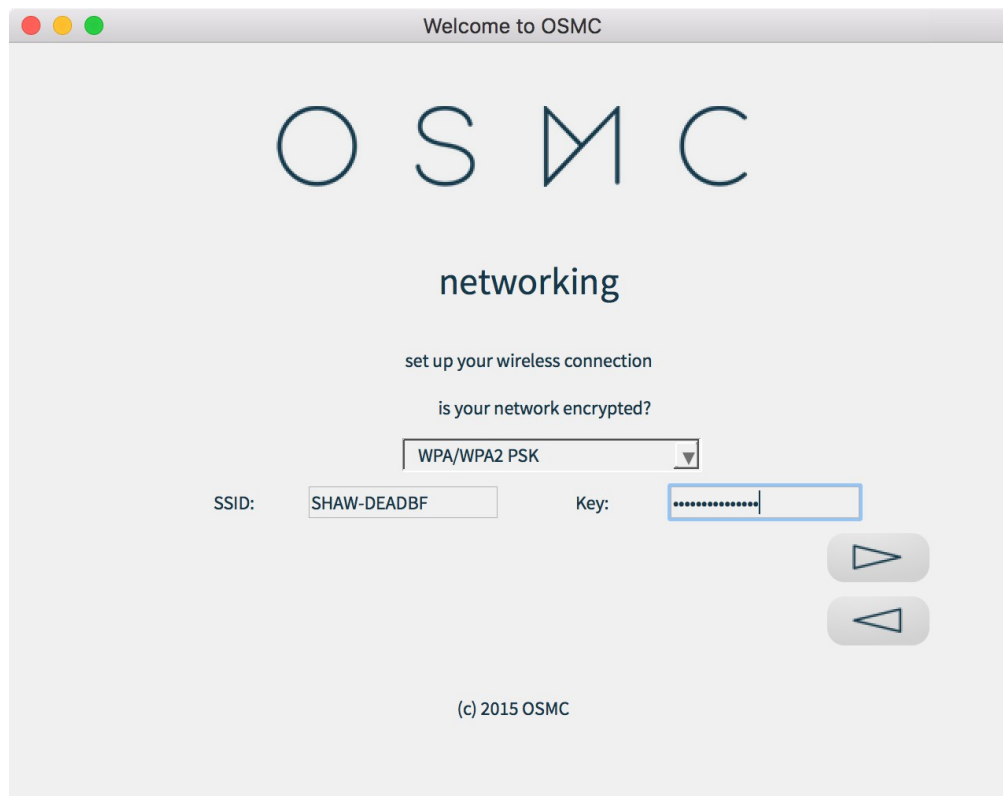 Welcome to OSMC
OSMC
networking
set up your wireless connection
is your network encrypted?
WPA/WPA2 PSK
SSID: SHAW-DEADBF Key: •••••••••••••••
(c) 2015 OSMC